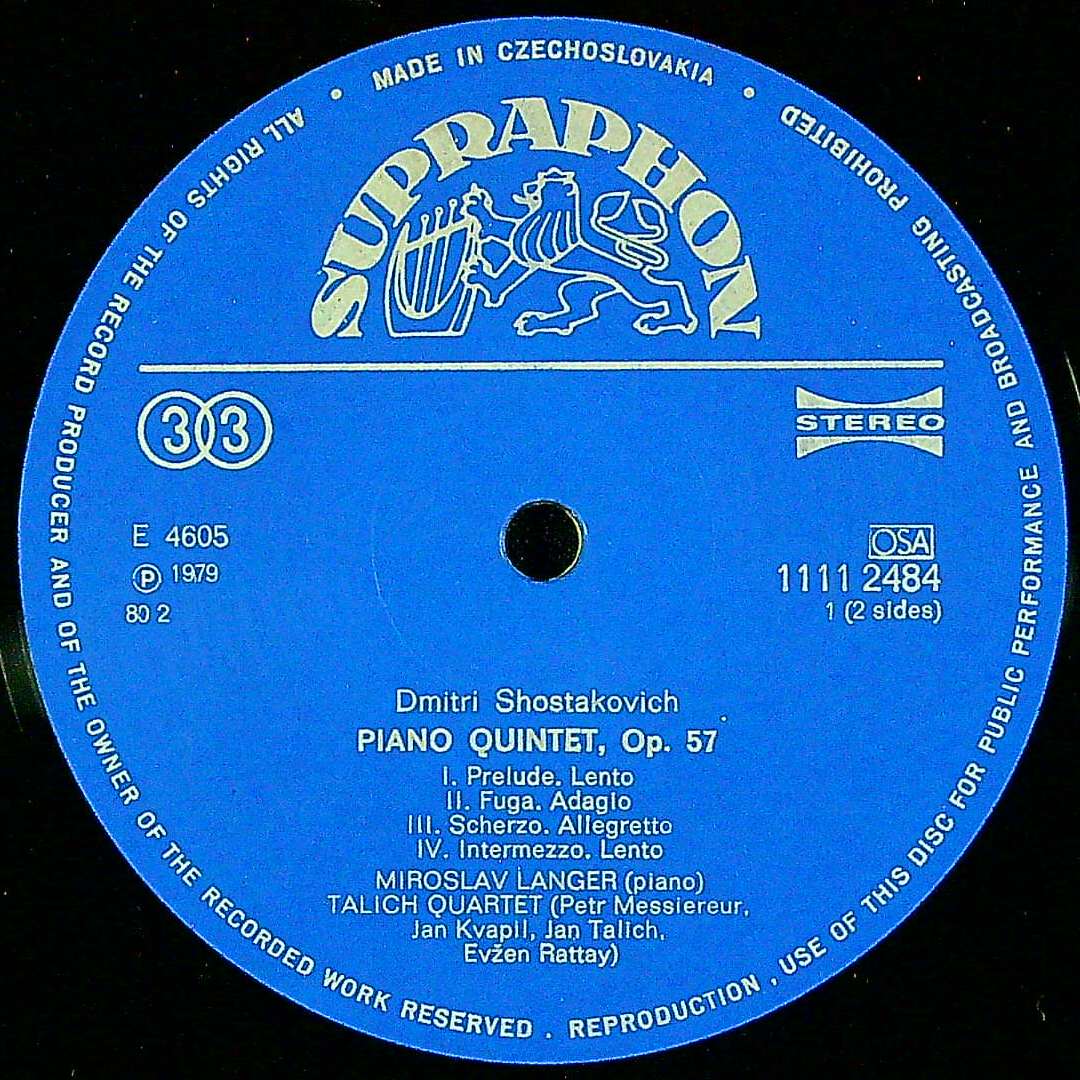 ALL RIGHTS OF THE RECORD PRODUCER AND OF THE OWNER OF THE RECORDED WORK RESERVED . REPRODUCTION , USE OF THIS DISC FOR PUBLIC PERFORMANCE AND BROADCASTING PROHIBITED
• MADE IN CZECHOSLOVAKIA •
SUPRAPHON
33
STEREO
E 4605
Ⓟ 1979
80 2
OSA
1111 2484
1 (2 sides)
Dmitri Shostakovich
PIANO QUINTET, Op. 57
I. Prelude. Lento
II. Fuga. Adagio
III. Scherzo. Allegretto
IV. Intermezzo. Lento
MIROSLAV LANGER (piano)
TALICH QUARTET (Petr Messiereur,
Jan Kvapil, Jan Talich,
Evžen Rattay)